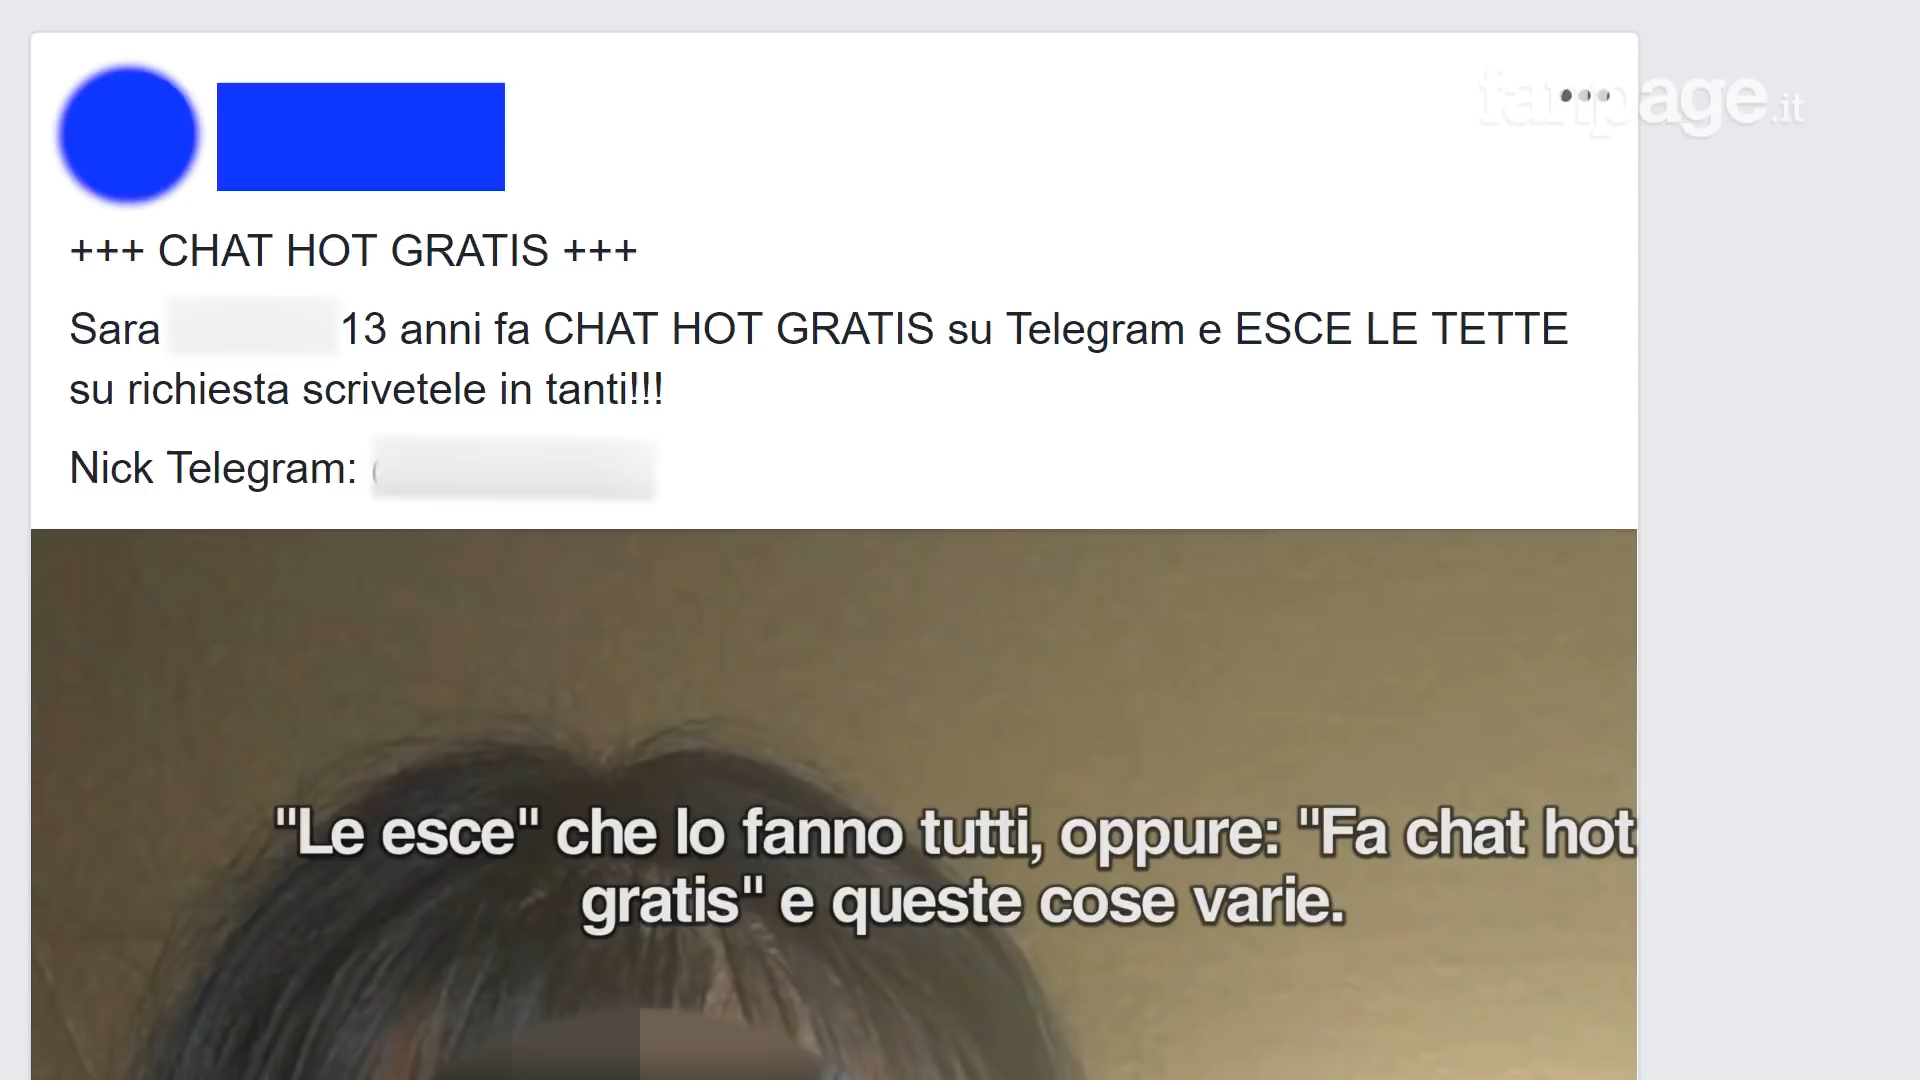 fanpage.it
+++ CHAT HOT GRATIS +++
Sara 13 anni fa CHAT HOT GRATIS su Telegram e ESCE LE TETTE
su richiesta scrivetele in tanti!!!
Nick Telegram:
"Le esce" che lo fanno tutti, oppure: "Fa chat hot
gratis" e queste cose varie.